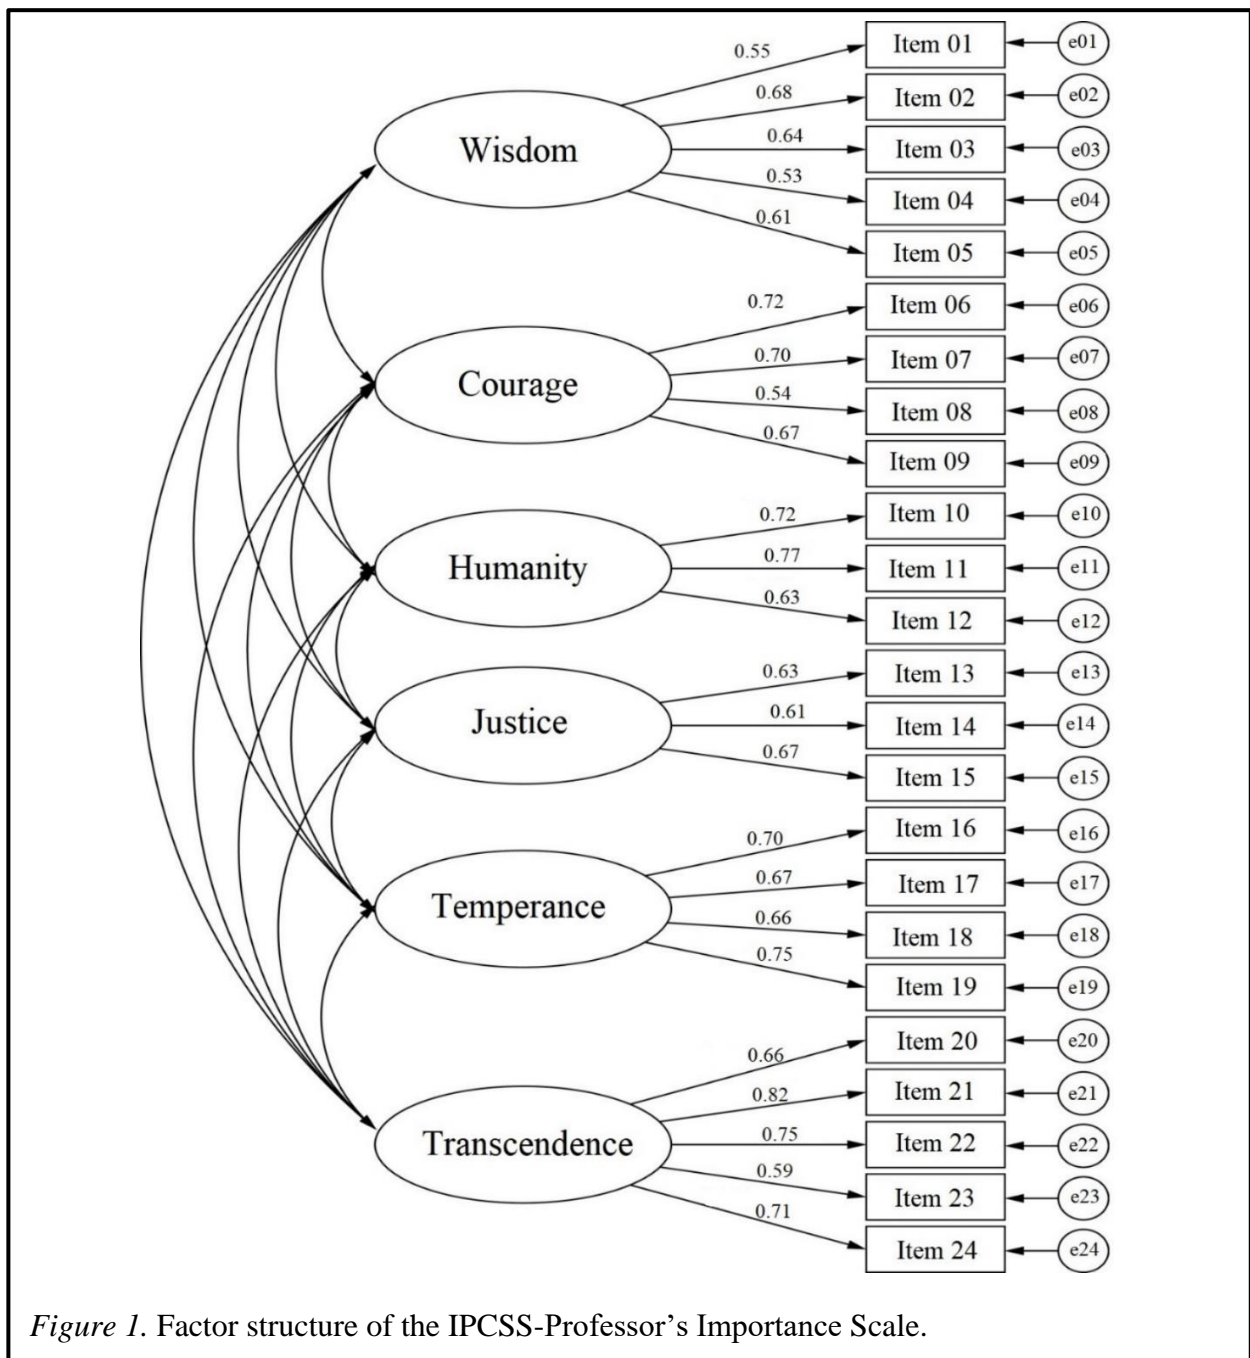 0.55 Item 01 e01
0.68 Item 02 e02
Wisdom 0.64 Item 03 e03
0.53 Item 04 e04
0.61 Item 05 e05
0.72 Item 06 e06
0.70 Item 07 e07
Courage 0.54 Item 08 e08
0.67 Item 09 e09
0.72 Item 10 e10
Humanity 0.77 Item 11 e11
0.63 Item 12 e12
0.63 Item 13 e13
Justice 0.61 Item 14 e14
0.67 Item 15 e15
0.70 Item 16 e16
0.67 Item 17 e17
Temperance 0.66 Item 18 e18
0.75 Item 19 e19
0.66 Item 20 e20
0.82 Item 21 e21
Transcendence 0.75 Item 22 e22
0.59 Item 23 e23
0.71 Item 24 e24
Figure 1. Factor structure of the IPCSS-Professor’s Importance Scale.